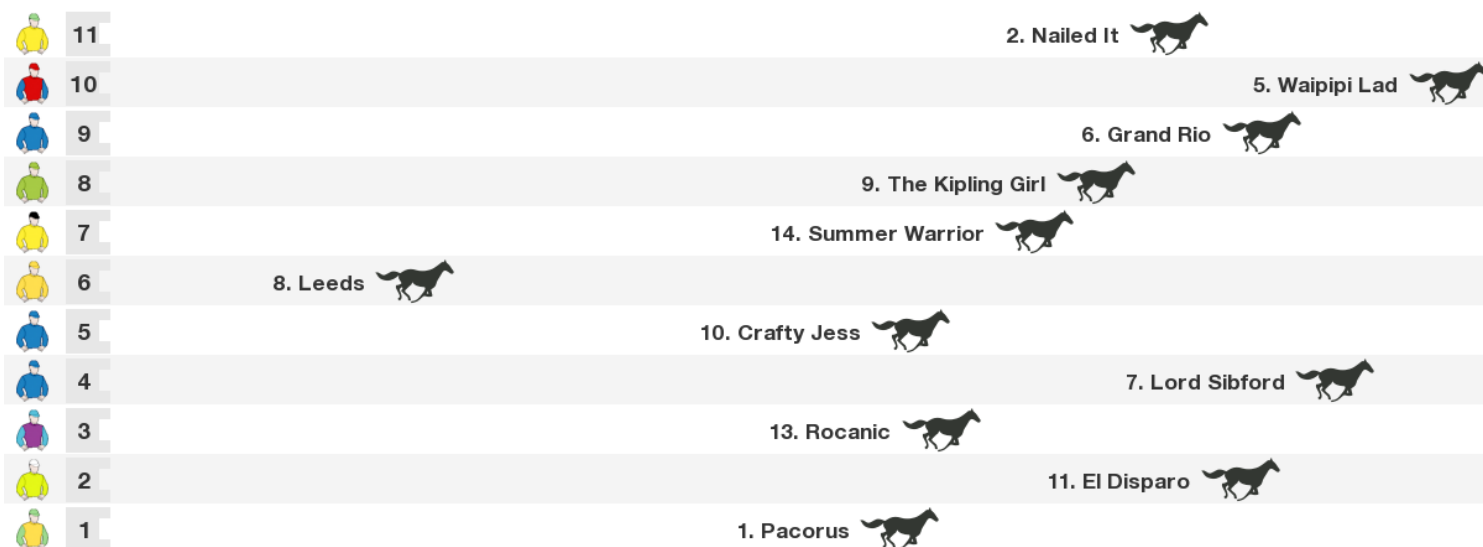 11 2. Nailed It
10 5. Waipipi Lad
9 6. Grand Rio
8 9. The Kipling Girl
7 14. Summer Warrior
6 8. Leeds
5 10. Crafty Jess
4 7. Lord Sibford
3 13. Rocanic
2 11. El Disparo
1 1. Pacorus